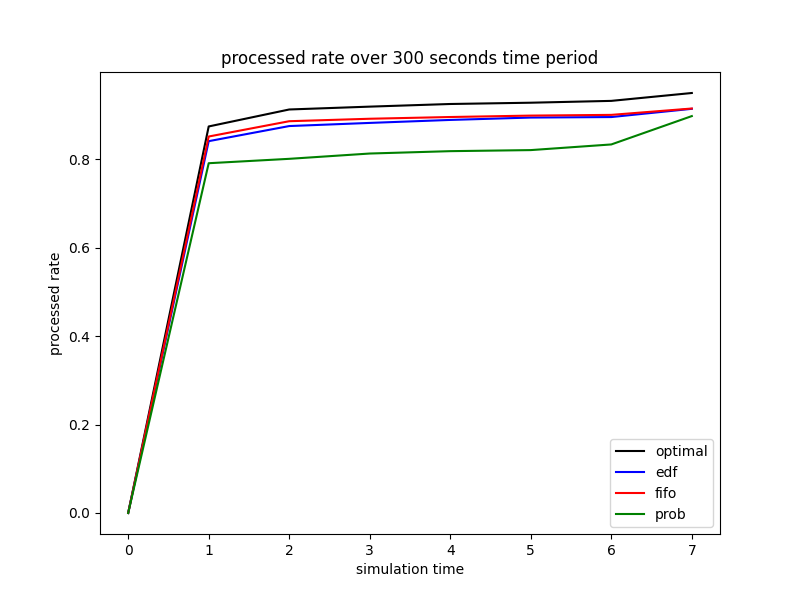 processed rate over 300 seconds time period
processed rate
0.8
0.6
0.4
0.2
0.0
optimal
edf
fifo
prob
0 1 2 3 4 5 6 7
simulation time